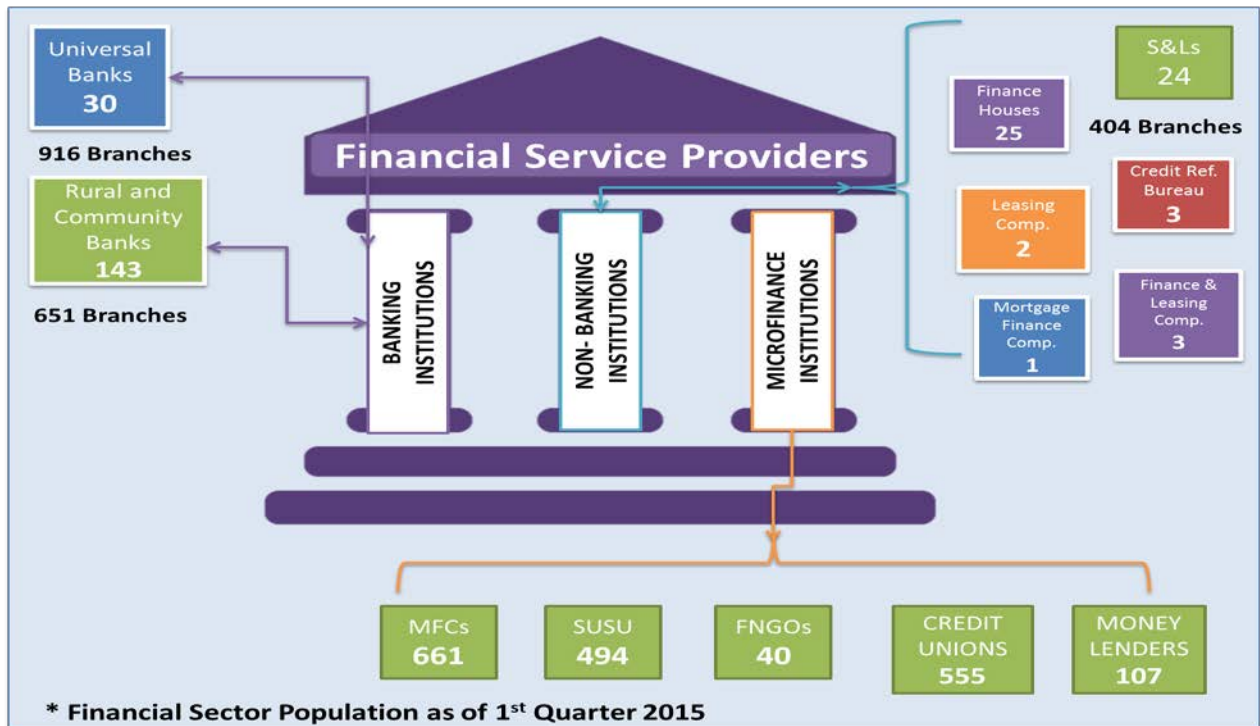 Universal
Banks
30
916 Branches
Rural and
Community
Banks
143
651 Branches
Financial Service Providers
BANKING
INSTITUTIONS
NON- BANKING
INSTITUTIONS
MICROFINANCE
INSTITUTIONS
S&Ls
24
404 Branches
Finance
Houses
25
Credit Ref.
Bureau
3
Leasing
Comp.
2
Finance &
Leasing
Comp.
3
Mortgage
Finance
Comp.
1
MFCs
661
SUSU
494
FNGOs
40
CREDIT
UNIONS
555
MONEY
LENDERS
107
* Financial Sector Population as of 1st Quarter 2015